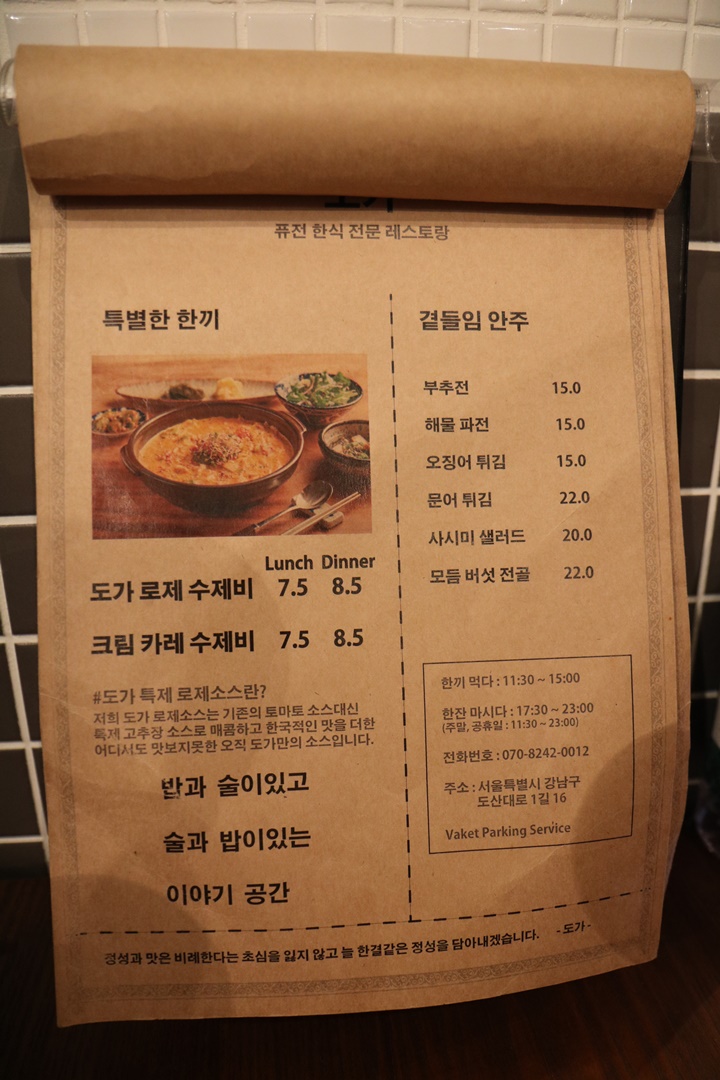 퓨전 한식 전문 레스토랑
특별한 한끼
Lunch Dinner
도가 로제 수제비 7.5 8.5
크림 카레 수제비 7.5 8.5
#도가 특제 로제소스란?
저희 도가 로제소스는 기존의 토마토 소스대신
특제 고추장 소스로 매콤하고 한국적인 맛을 더한
어디서도 맛보지못한 오직 도가만의 소스입니다.
밥과 술이있고
술과 밥이있는
이야기 공간
곁들임 안주
부추전 15.0
해물 파전 15.0
오징어 튀김 15.0
문어 튀김 22.0
사시미 샐러드 20.0
모듬 버섯 전골 22.0
한끼 먹다 : 11:30 ~ 15:00
한잔 마시다 : 17:30 ~ 23:00
(주말, 공휴일 : 11:30 ~ 23:00)
전화번호 : 070-8242-0012
주소 : 서울특별시 강남구
도산대로 1길 16
Vaket Parking Service
정성과 맛은 비례한다는 초심을 잃지 않고 늘 한결같은 정성을 담아내겠습니다. - 도가 -